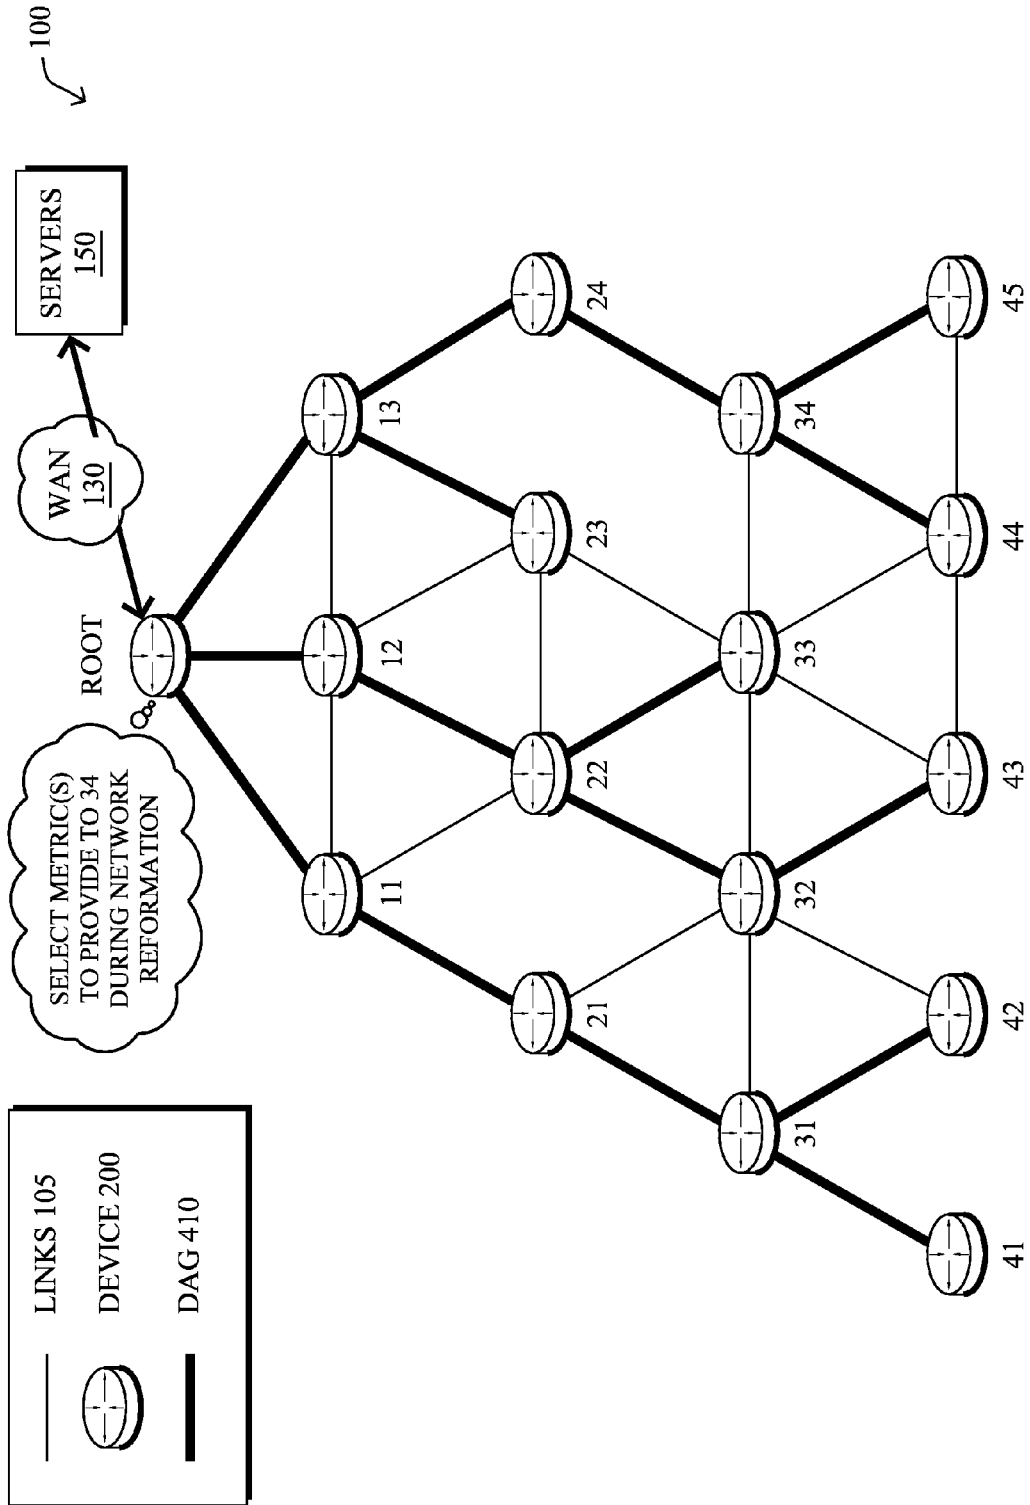 100
SERVERS
150
WAN
130
ROOT
SELECT METRIC(S)
TO PROVIDE TO 34
DURING NETWORK
REFORMATION
LINKS 105
DEVICE 200
DAG 410
11
12
13
21
22
23
24
31
32
33
34
41
42
43
44
45